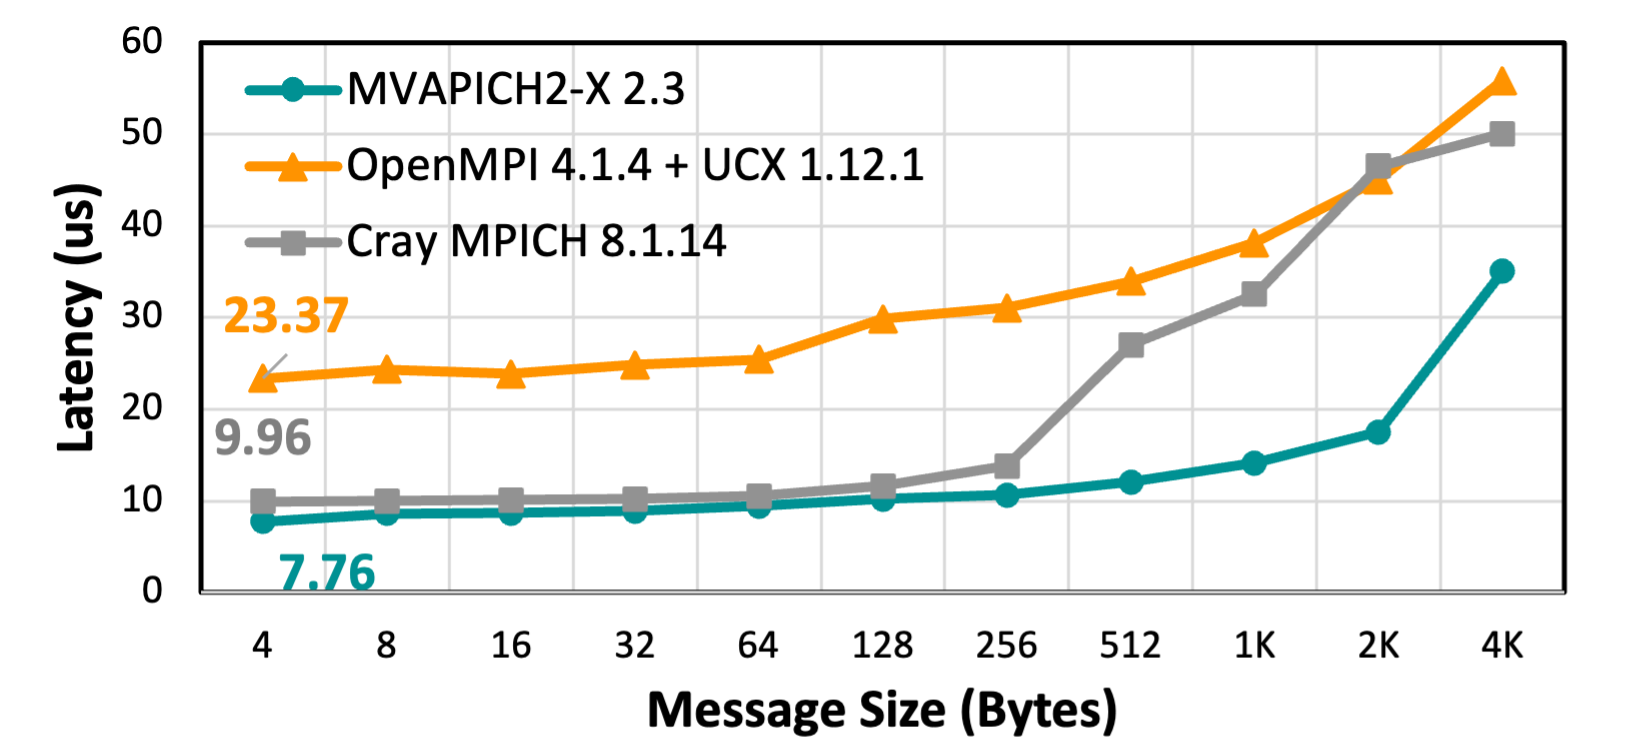 60
50
40
30
20
10
0
Latency (us)
MVAPICH2-X 2.3
OpenMPI 4.1.4 + UCX 1.12.1
Cray MPICH 8.1.14
23.37
9.96
7.76
4 8 16 32 64 128 256 512 1K 2K 4K
Message Size (Bytes)